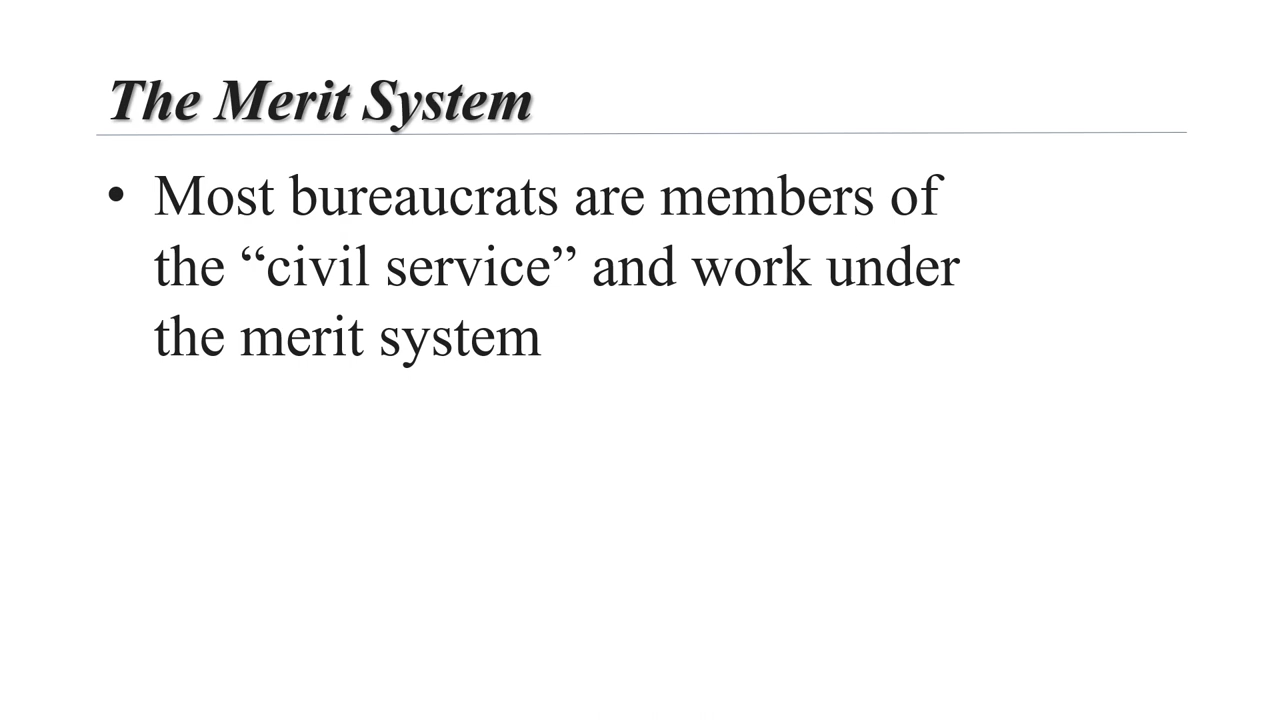 The Merit System
• Most bureaucrats are members of
the “civil service” and work under
the merit system